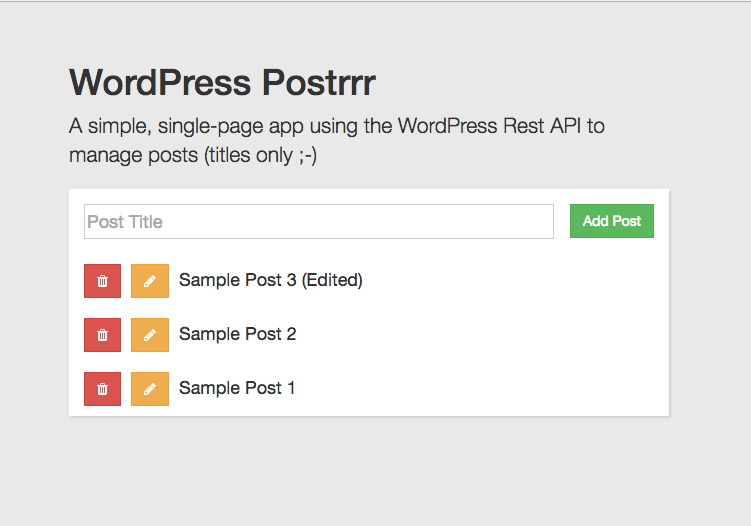 WordPress Postrrr
A simple, single-page app using the WordPress Rest API to
manage posts (titles only ;-)
Post Title
Add Post
Sample Post 3 (Edited)
Sample Post 2
Sample Post 1